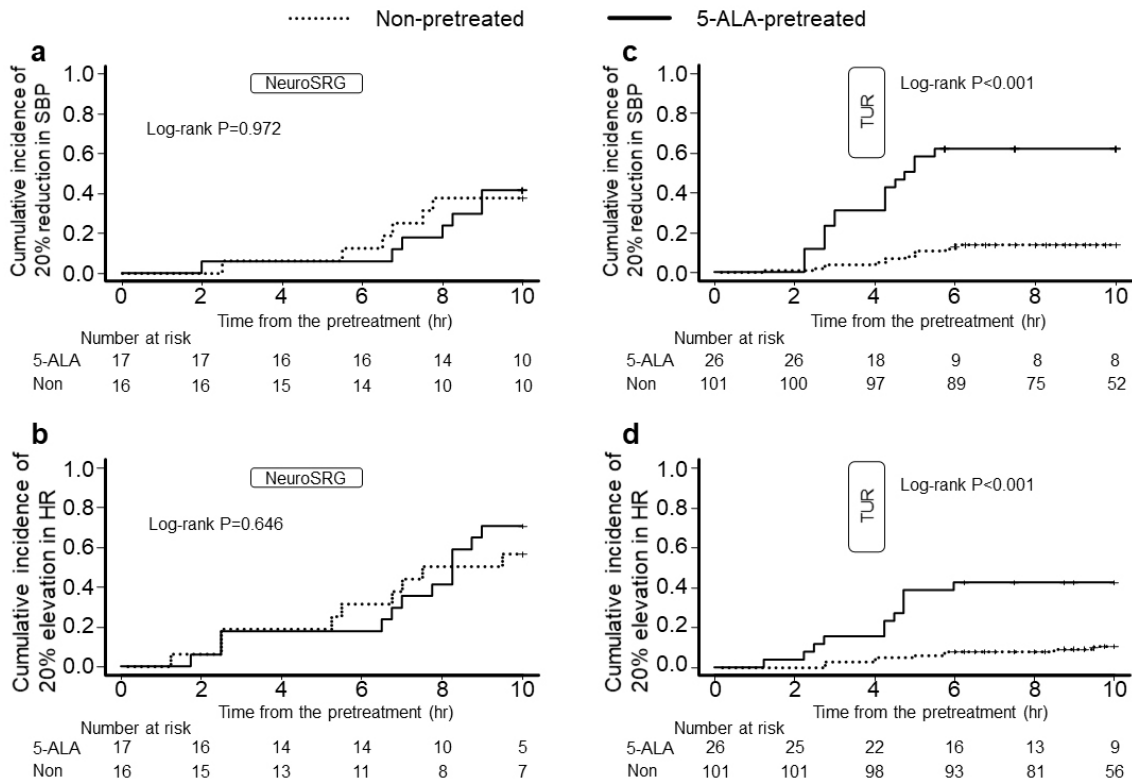 Non-pretreated 5-ALA-pretreated
a
Cumulative incidence of
20% reduction in SBP
1.0
0.8
0.6
0.4
0.2
0.0
NeuroSRG
Log-rank P=0.972
0 2 4 6 8 10
Time from the pretreatment (hr)
Number at risk
5-ALA 17 17 16 16 14 10
Non 16 16 15 14 10 10
c
Cumulative incidence of
20% reduction in SBP
1.0
0.8
0.6
0.4
0.2
0.0
TUR
Log-rank P<0.001
0 2 4 6 8 10
Time from the pretreatment (hr)
Number at risk
5-ALA 26 26 18 9 8 8
Non 101 100 97 89 75 52
b
Cumulative incidence of
20% elevation in HR
1.0
0.8
0.6
0.4
0.2
0.0
NeuroSRG
Log-rank P=0.646
0 2 4 6 8 10
Time from the pretreatment (hr)
Number at risk
5-ALA 17 16 14 14 10 5
Non 16 15 13 11 8 7
d
Cumulative incidence of
20% elevation in HR
1.0
0.8
0.6
0.4
0.2
0.0
TUR
Log-rank P<0.001
0 2 4 6 8 10
Time from the pretreatment (hr)
Number at risk
5-ALA 26 25 22 16 13 9
Non 101 101 98 93 81 56